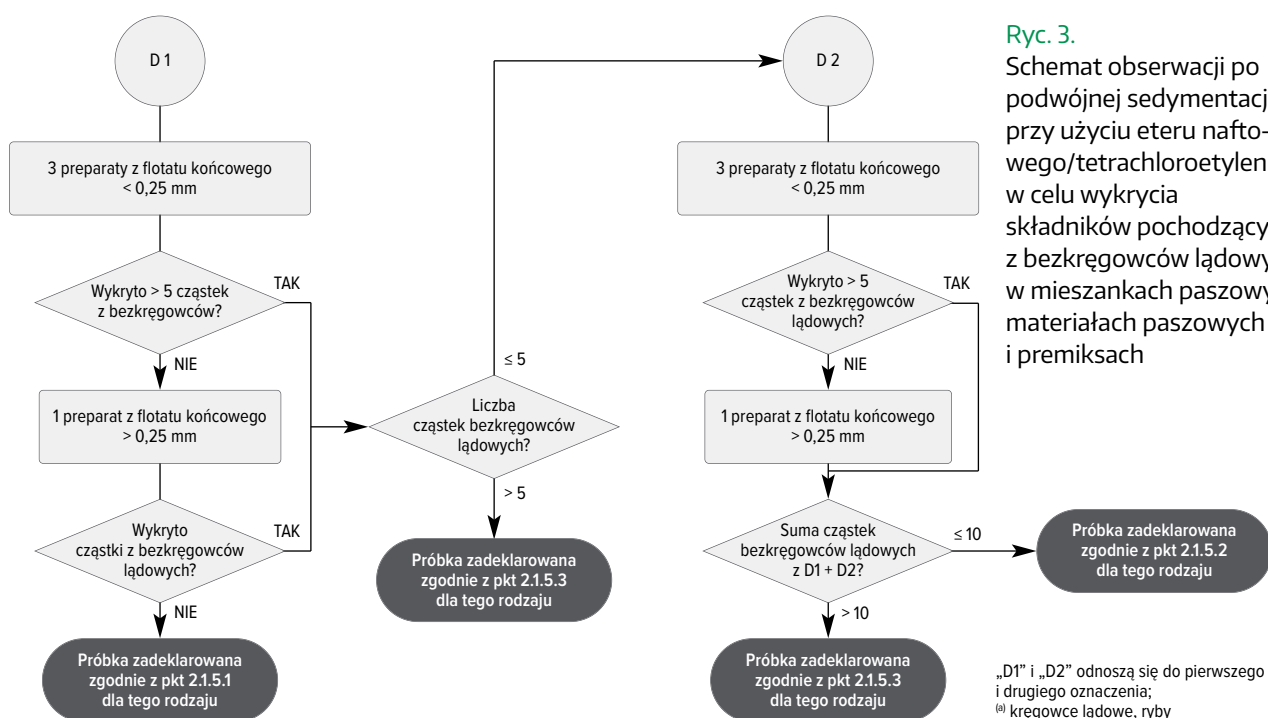 D 1
3 preparaty z flotatu końcowego
< 0,25 mm
Wykryto > 5 cząstek
z bezkręgowców?
TAK
NIE
1 preparat z flotatu końcowego
> 0,25 mm
Wykryto
cząstki z bezkręgowców
lądowych?
TAK
NIE
Próbka zadeklarowana
zgodnie z pkt 2.1.5.1
dla tego rodzaju
≤ 5
Liczba
cząstek bezkręgowców
lądowych?
> 5
Próbka zadeklarowana
zgodnie z pkt 2.1.5.3
dla tego rodzaju
D 2
3 preparaty z flotatu końcowego
< 0,25 mm
Wykryto > 5
cząstek z bezkręgowców
lądowych?
TAK
NIE
1 preparat z flotatu końcowego
> 0,25 mm
Suma cząstek
bezkręgowców lądowych
z D1 + D2?
≤ 10
Próbka zadeklarowana
zgodnie z pkt 2.1.5.2
dla tego rodzaju
> 10
Próbka zadeklarowana
zgodnie z pkt 2.1.5.3
dla tego rodzaju
Ryc. 3.
Schemat obserwacji po
podwójnej sedymentacj
przy użyciu eteru nafto-
wego/tetrachloroetylen
w celu wykrycia
składników pochodzący
z bezkręgowców lądowy
w mieszankach paszowy
materiałach paszowych
i premiksach
„D1” i „D2” odnoszą się do pierwszego
i drugiego oznaczenia;
(a) kręgowce lądowe, ryby